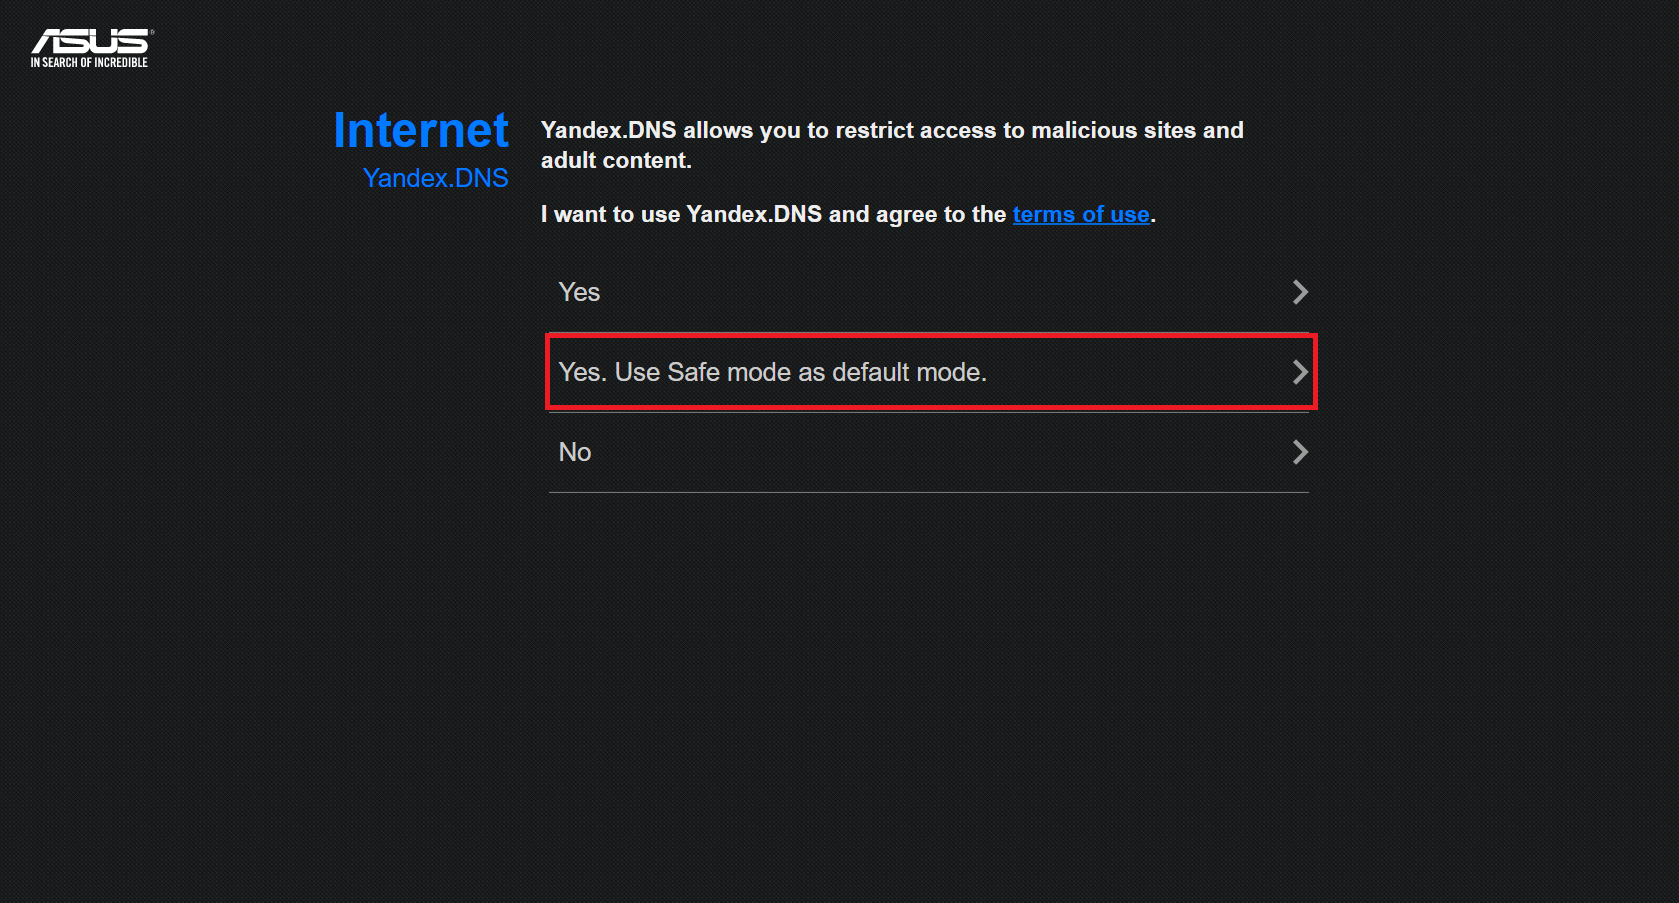 ASUS®
IN SEARCH OF INCREDIBLE
Internet
Yandex.DNS
Yandex.DNS allows you to restrict access to malicious sites and
adult content.
I want to use Yandex.DNS and agree to the terms of use.
Yes
Yes. Use Safe mode as default mode.
No